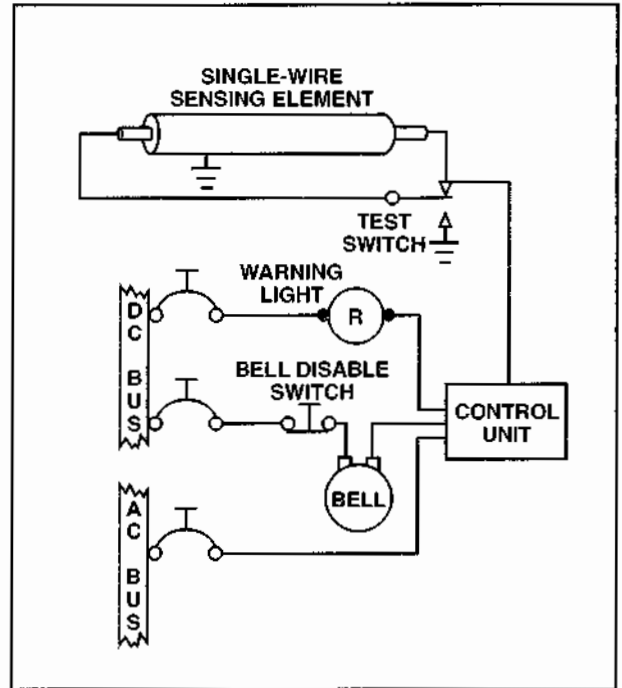 SINGLE-WIRE
SENSING ELEMENT
TEST
SWITCH
WARNING
LIGHT
R
DC BUS
BELL DISABLE
SWITCH
CONTROL
UNIT
BELL
AC BUS